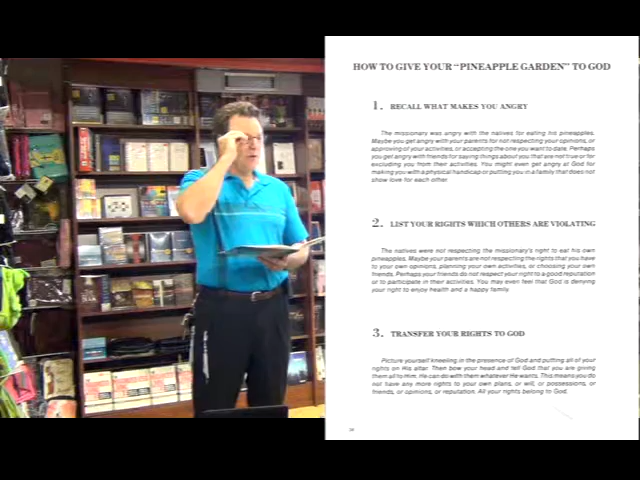 HOW TO GIVE YOUR "PINEAPPLE GARDEN" TO GOD
1. RECALL WHAT MAKES YOU ANGRY
The missionary was angry with the natives for eating his pineapples.
Maybe you get angry with your parents for not respecting your opinions, or
approving of your activities, or accepting the one you want to date. Perhaps
you get angry with friends for saying things about you that are not true or for
excluding you from their activities. You might even get angry at God for
making you with a physical handicap or putting you in a family that does not
show love for each other.
2. LIST YOUR RIGHTS WHICH OTHERS ARE VIOLATING
The natives were not respecting the missionary's right to eat his own
pineapples. Maybe your parents are not respecting the rights that you have
to your own opinions, planning your own activities, or choosing your own
friends. Perhaps your friends do not respect your right to a good reputation
or to participate in their activities. You may even feel that God is denying
your right to enjoy health and a happy family.
3. TRANSFER YOUR RIGHTS TO GOD
Picture yourself kneeling in the presence of God and putting all of your
rights on His altar. Then bow your head and tell God that you are giving
them all to Him. He can do with them whatever He wants. This means you do
not have any more rights to your own plans, or will, or possessions, or
friends, or opinions, or reputation. All your rights belong to God.